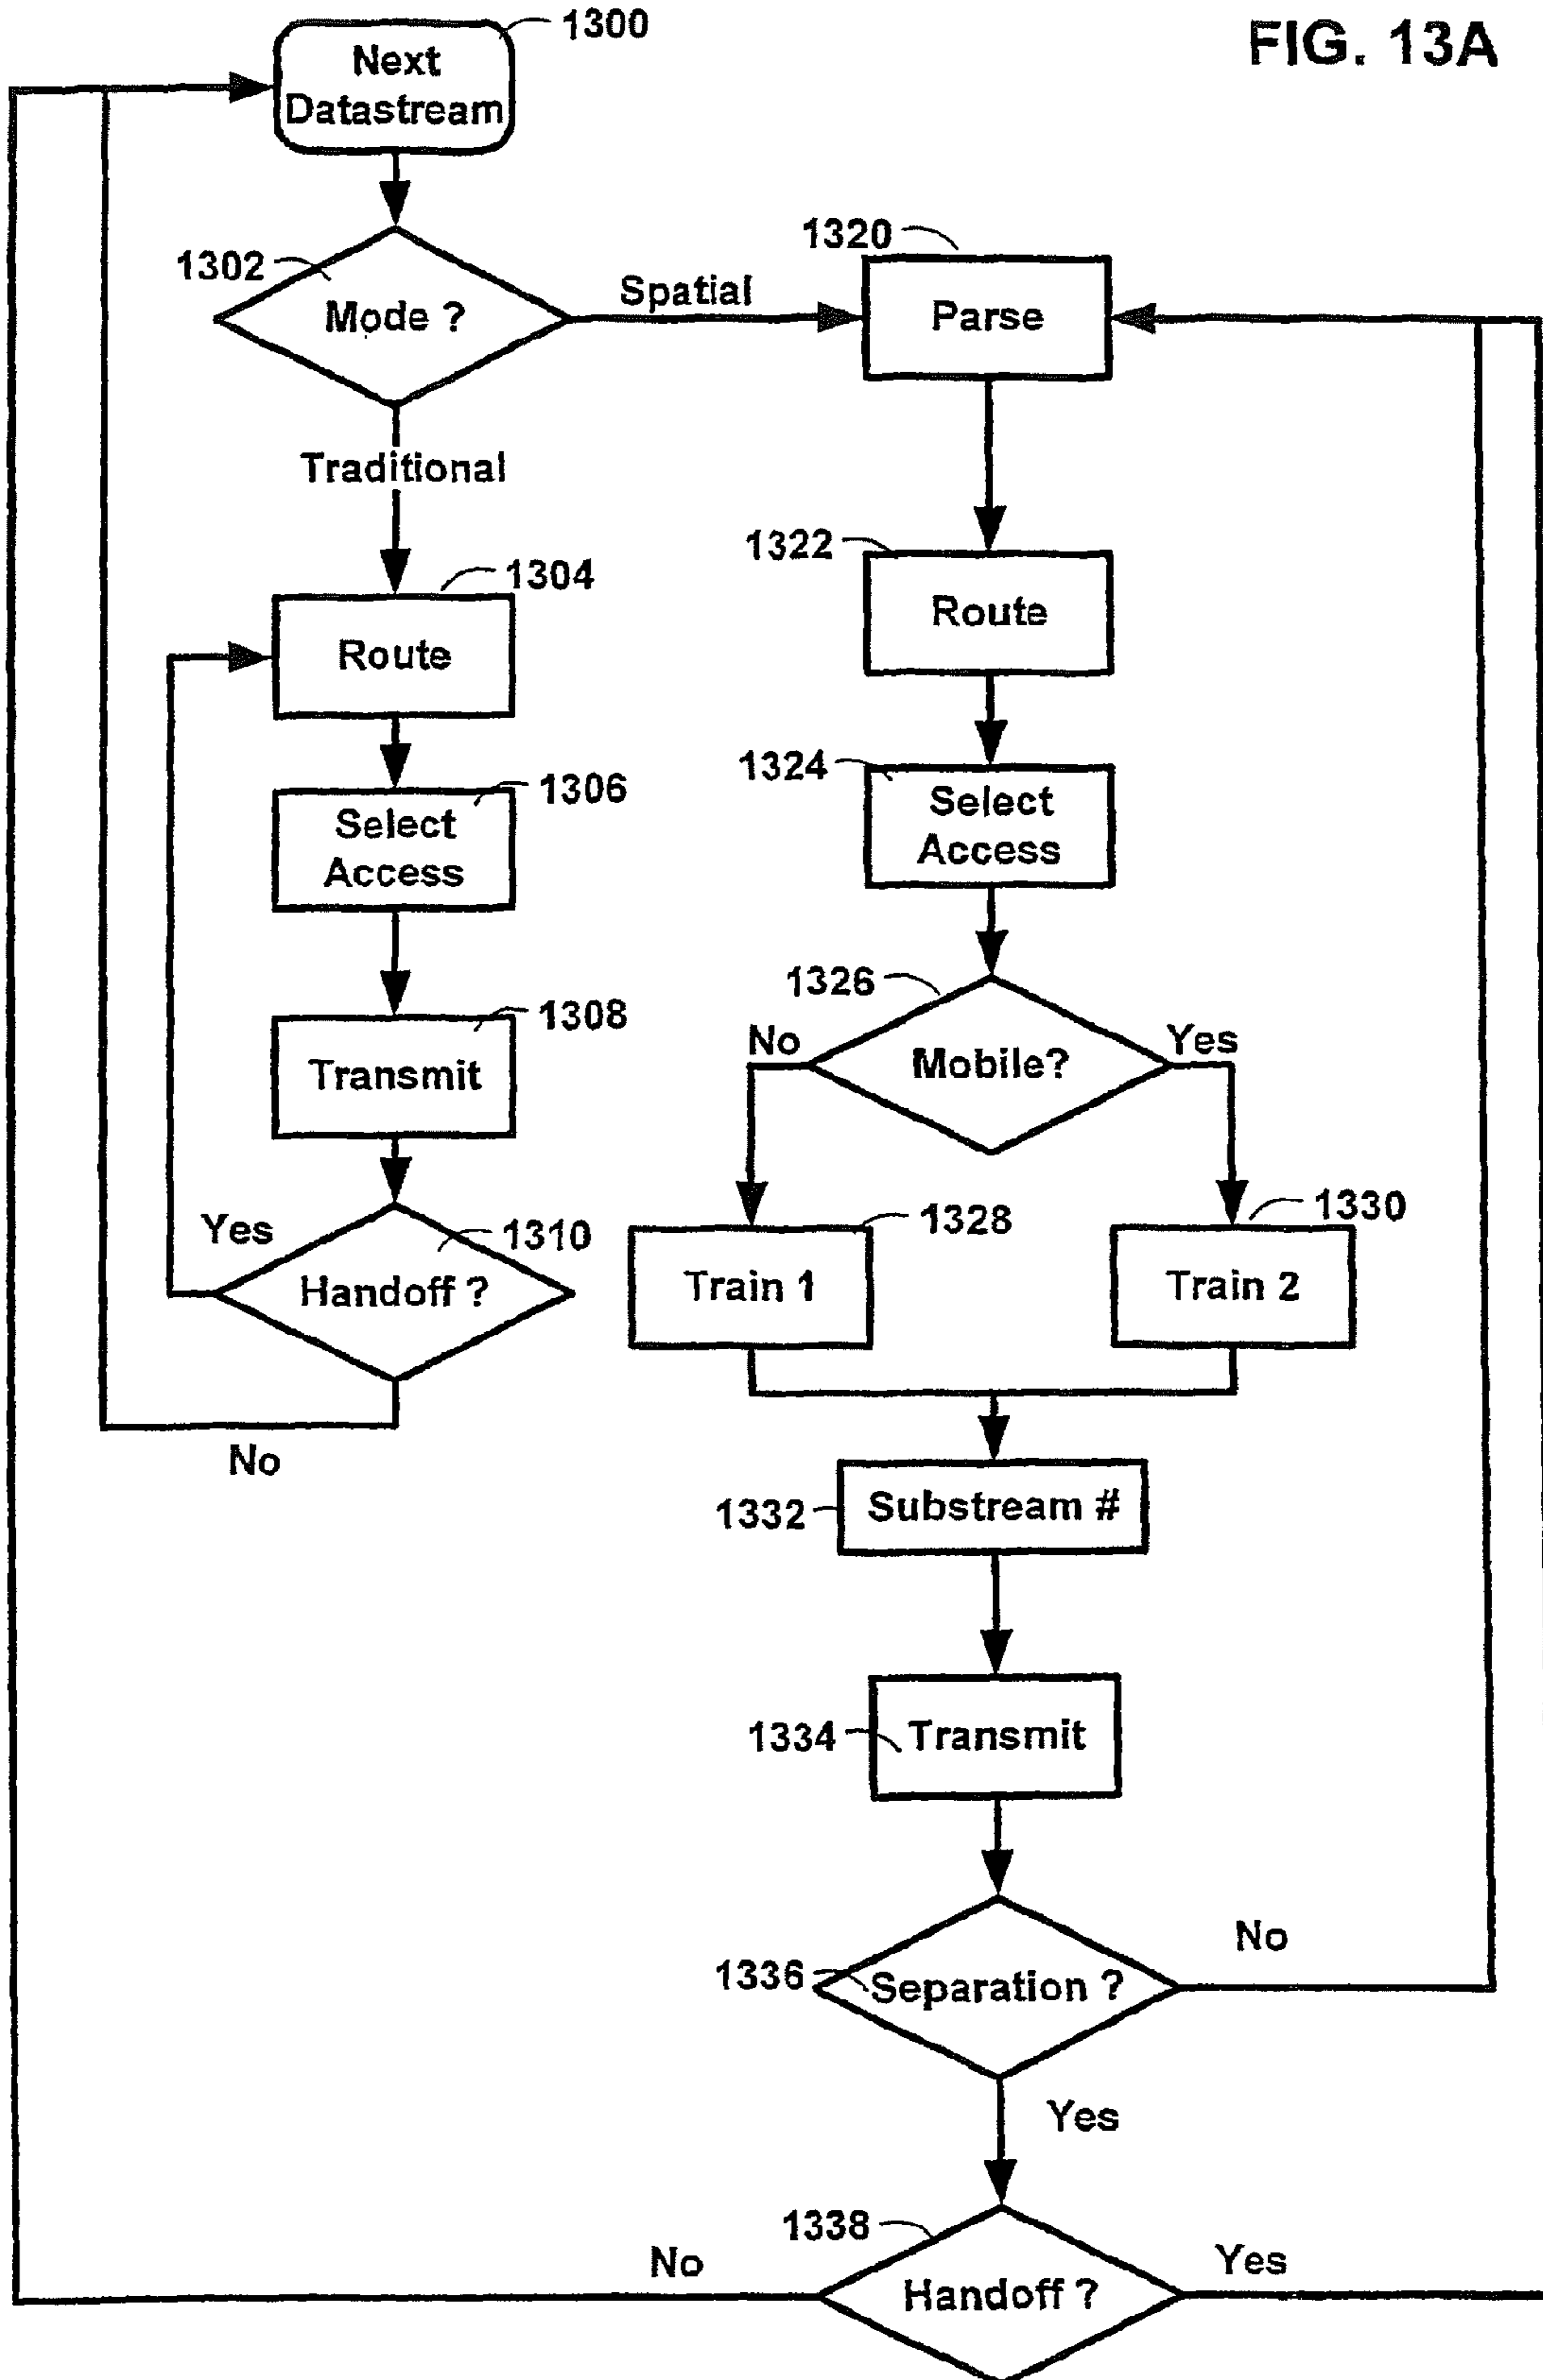 FIG. 13A
1300
Next
Datastream
1302
Mode ?
Spatial
Traditional
1304
Route
1306
Select
Access
1308
Transmit
Yes
1310
Handoff ?
No
1320
Parse
1322
Route
1324
Select
Access
1326
No
Mobile?
Yes
1328
Train 1
1330
Train 2
1332
Substream #
1334
Transmit
1336
Separation ?
No
Yes
1338
No
Handoff ?
Yes